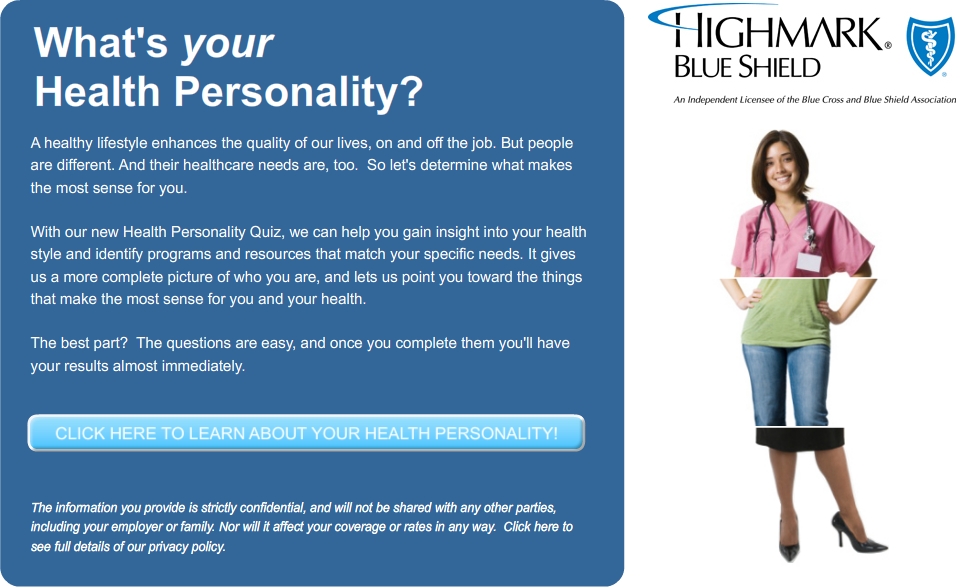 What's your
Health Personality?
A healthy lifestyle enhances the quality of our lives, on and off the job. But people
are different. And their healthcare needs are, too.  So let's determine what makes
the most sense for you.
With our new Health Personality Quiz, we can help you gain insight into your health
style and identify programs and resources that match your specific needs. It gives
us a more complete picture of who you are, and lets us point you toward the things
that make the most sense for you and your health.
The best part?  The questions are easy, and once you complete them you'll have
your results almost immediately.
CLICK HERE TO LEARN ABOUT YOUR HEALTH PERSONALITY!
The information you provide is strictly confidential, and will not be shared with any other parties,
including your employer or family. Nor will it affect your coverage or rates in any way.  Click here to
see full details of our privacy policy.
HIGHMARK®
BLUE SHIELD
®
An Independent Licensee of the Blue Cross and Blue Shield Association